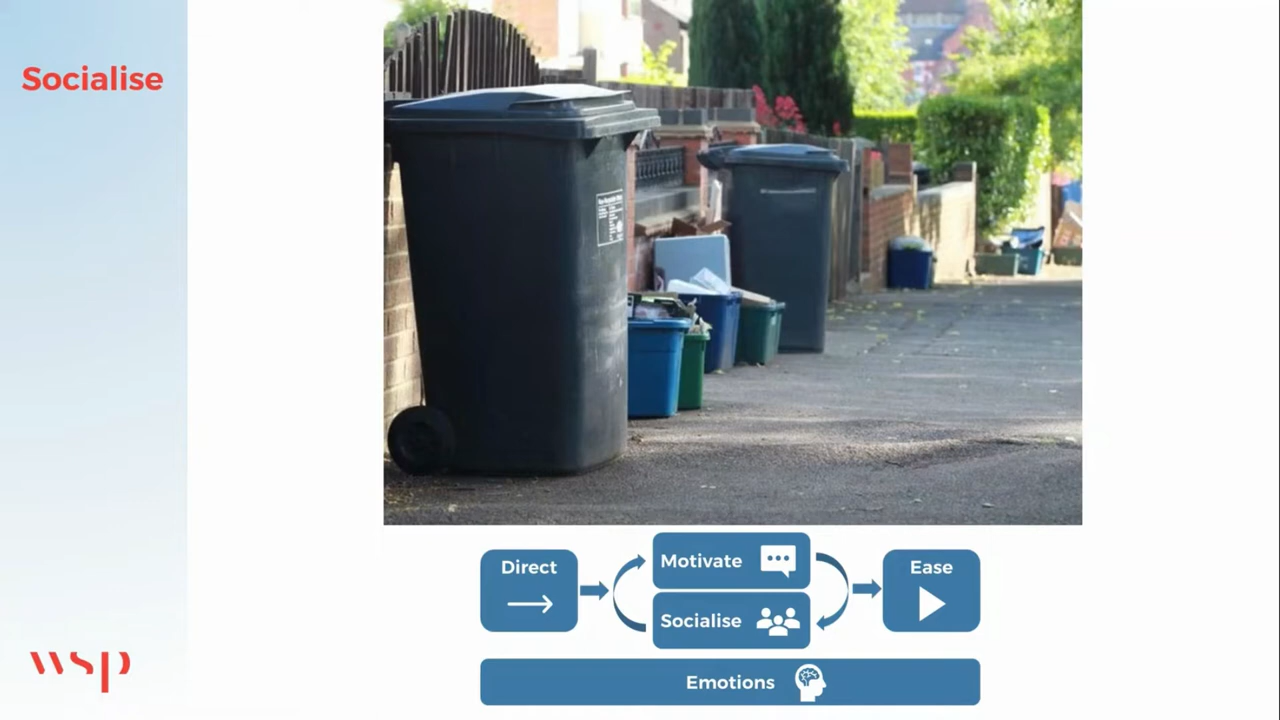 Socialise
Direct
Motivate
Socialise
Ease
Emotions
wsp